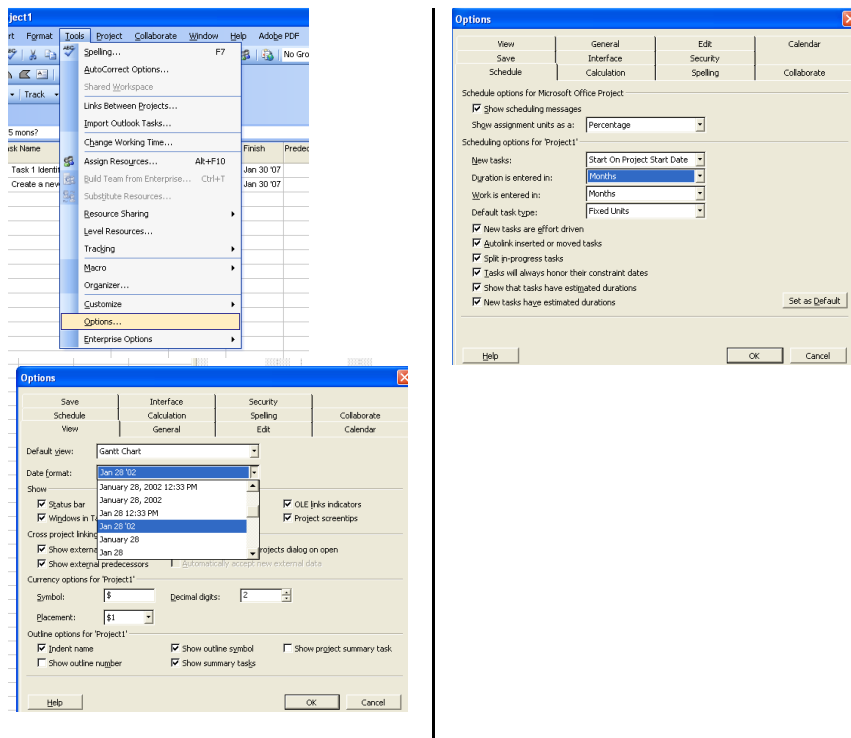 ject1
rt Format Tools Project Collaborate Window Help Adobe PDF
Spelling... F7
No Gro
AutoCorrect Options...
Shared Workspace
Track
Links Between Projects...
Import Outlook Tasks...
5 mons?
Change Working Time...
sk Name
Finish Predec
Assign Resources... Alt+F10
Task 1 Identi
Jan 30 '07
Build Team from Enterprise... Ctrl+T
Create a new
Jan 30 '07
Substitute Resources...
Resource Sharing
Level Resources...
Tracking
Macro
Organizer...
Customize
Options...
Enterprise Options
Options
Save Interface Security
Schedule Calculation Spelling Collaborate
View General Edit Calendar
Default view: Gantt Chart
Date format: Jan 28 '02
January 28, 2002 12:33 PM
January 28, 2002
Jan 28 12:33 PM
Jan 28 '02
January 28
Jan 28
Show
Status bar
OLE links indicators
Windows in Ta
Project screentips
Cross project linking
Show externa
rojects dialog on open
Show external predecessors
Automatically accept new external data
Currency options for 'Project1'
Symbol: $ Decimal digits: 2
Placement: $1
Outline options for 'Project1'
Indent name Show outline symbol Show project summary task
Show outline number Show summary tasks
Help OK Cancel
Options
View General Edit Calendar
Save Interface Security
Schedule Calculation Spelling Collaborate
Schedule options for Microsoft Office Project
Show scheduling messages
Show assignment units as a: Percentage
Scheduling options for 'Project1'
New tasks: Start On Project Start Date
Duration is entered in: Months
Work is entered in: Months
Default task type: Fixed Units
New tasks are effort driven
Autolink inserted or moved tasks
Split in-progress tasks
Tasks will always honor their constraint dates
Show that tasks have estimated durations
New tasks have estimated durations
Set as Default
Help OK Cancel